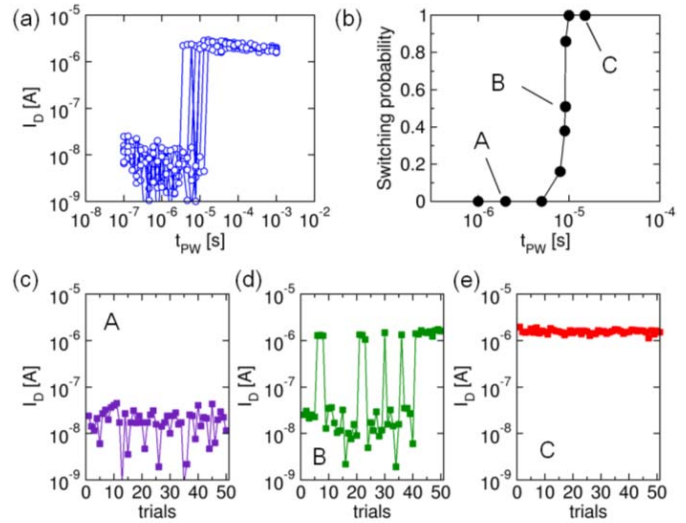 (a)
10⁻⁵
10⁻⁶
10⁻⁷
10⁻⁸
10⁻⁹
I_D [A]
10⁻⁸ 10⁻⁷ 10⁻⁶ 10⁻⁵ 10⁻⁴ 10⁻³ 10⁻²
t_PW [s]
(b)
1
0.8
0.6
0.4
0.2
0
Switching probability
A
B
C
10⁻⁶ 10⁻⁵ 10⁻⁴
t_PW [s]
(c)
10⁻⁵
10⁻⁶
10⁻⁷
10⁻⁸
10⁻⁹
I_D [A]
A
0 10 20 30 40 50
trials
(d)
10⁻⁵
10⁻⁶
10⁻⁷
10⁻⁸
10⁻⁹
I_D [A]
B
0 10 20 30 40 50
trials
(e)
10⁻⁵
10⁻⁶
10⁻⁷
10⁻⁸
10⁻⁹
I_D [A]
C
0 10 20 30 40 50
trials